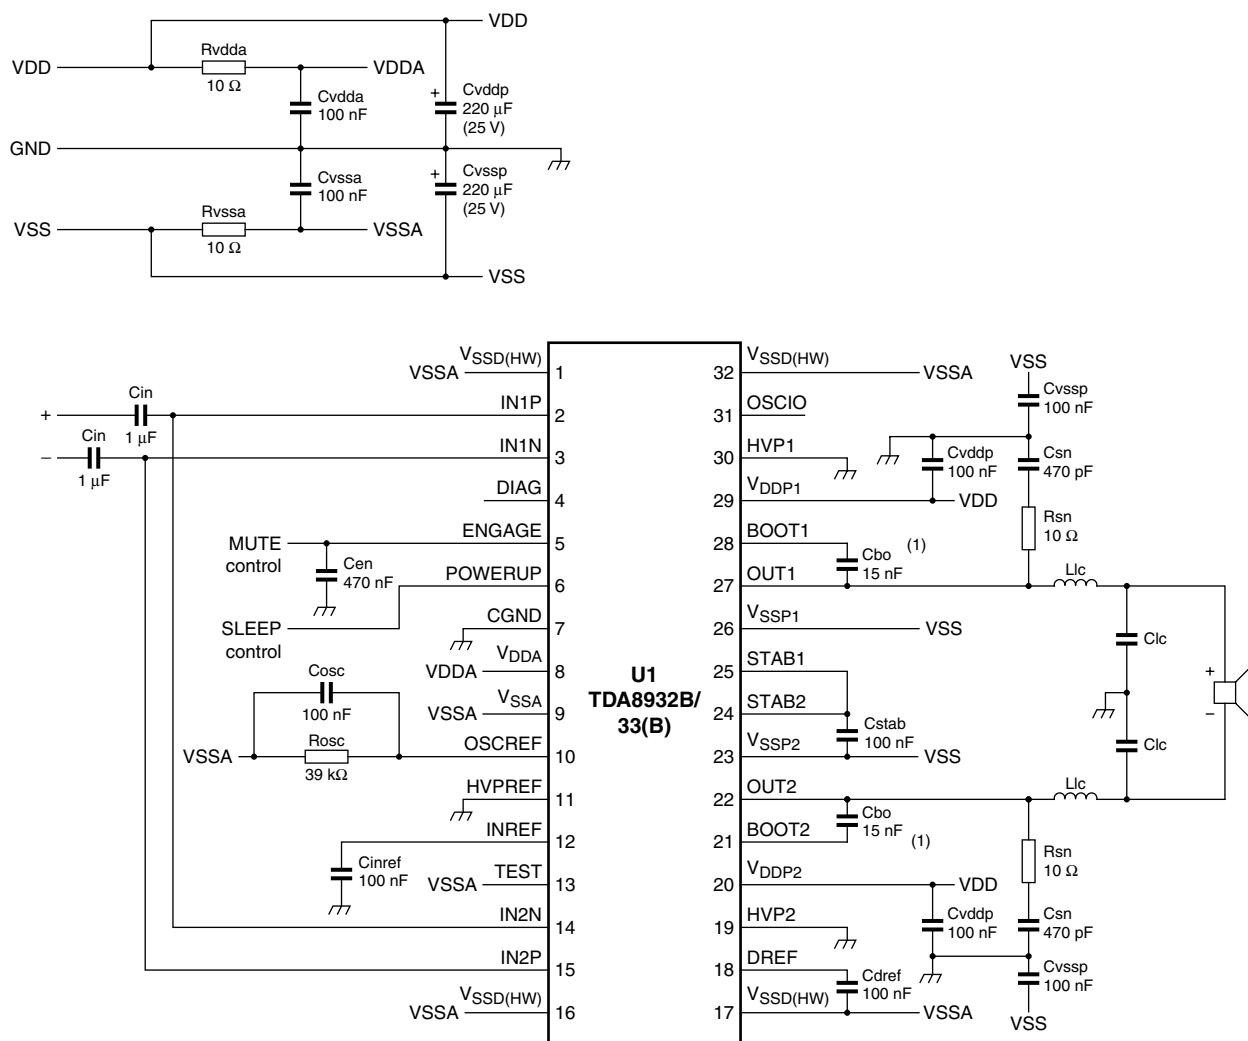 VDD
Rvdda
VDD
VDDA
10 Ω
Cvdda
100 nF
+
Cvddp
220 μF
(25 V)
GND
Cvssa
100 nF
+
Cvssp
220 μF
(25 V)
Rvssa
VSS
VSSA
10 Ω
VSS
VSSD(HW)
VSSA
1
Cin
+
1 μF
IN1P
2
Cin
−
1 μF
IN1N
3
DIAG
4
MUTE
control
ENGAGE
5
Cen
470 nF
POWERUP
6
SLEEP
control
CGND
7
VDDA
VDDA
8
Cosc
100 nF
VSSA
VSSA
9
VSSA
Rosc
39 kΩ
OSCREF
10
HVPREF
11
INREF
12
Cinref
100 nF
TEST
VSSA
13
IN2N
14
IN2P
15
VSSD(HW)
VSSA
16
U1
TDA8932B/
33(B)
VSSD(HW)
32
VSSA
VSS
Cvssp
100 nF
OSCIO
31
HVP1
30
Cvddp
100 nF
Csn
470 pF
VDDP1
29
VDD
Rsn
10 Ω
BOOT1
28
Cbo
15 nF
(1)
OUT1
27
Llc
VSSP1
26
VSS
Clc
STAB1
25
+
−
STAB2
24
Cstab
100 nF
VSSP2
23
VSS
Clc
OUT2
22
Llc
Cbo
15 nF
(1)
BOOT2
21
Rsn
10 Ω
VDDP2
20
VDD
Cvddp
100 nF
Csn
470 pF
HVP2
19
DREF
18
Cdref
100 nF
Cvssp
100 nF
VSSD(HW)
17
VSSA
VSS